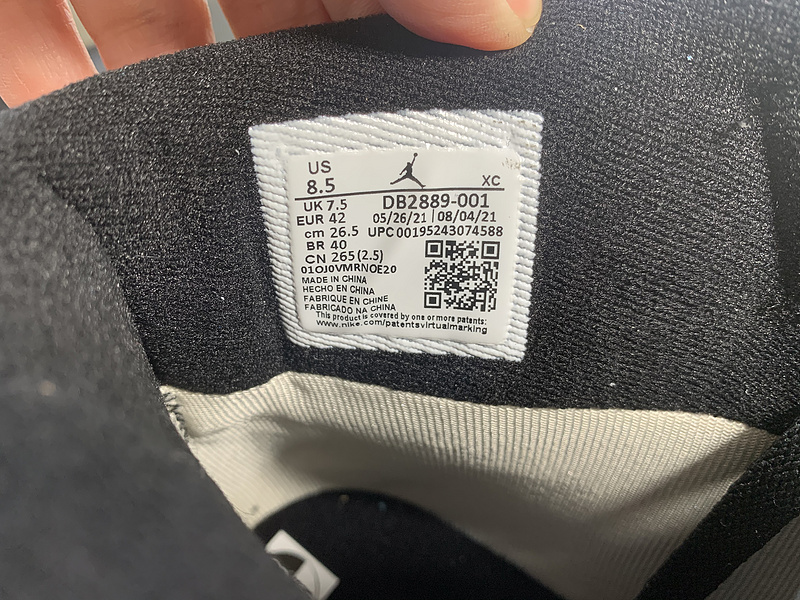 US
8.5
XC
UK 7.5 DB2889-001
EUR 42 05/26/21 08/04/21
cm 26.5 UPC 00195243074588
BR 40
CN 265 (2.5)
01OJ0VMRNOE20
MADE IN CHINA
HECHO EN CHINA
FABRIQUE EN CHINE
FABRICADO NA CHINA
This product is covered by one or more patents:
www.nike.com/patentsvirtualmarking